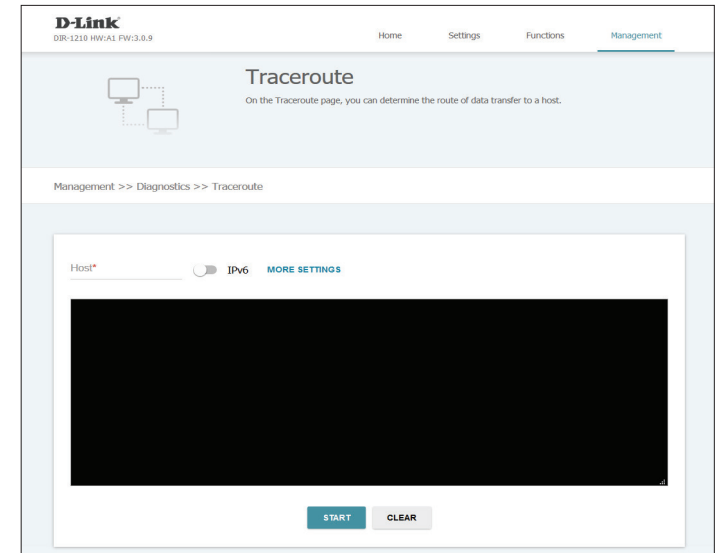 D-Link
DIR-1210 HW:A1 FW:3.0.9
Home Settings Functions Management
Traceroute
On the Traceroute page, you can determine the route of data transfer to a host.
Management >> Diagnostics >> Traceroute
Host* IPv6 MORE SETTINGS
START CLEAR